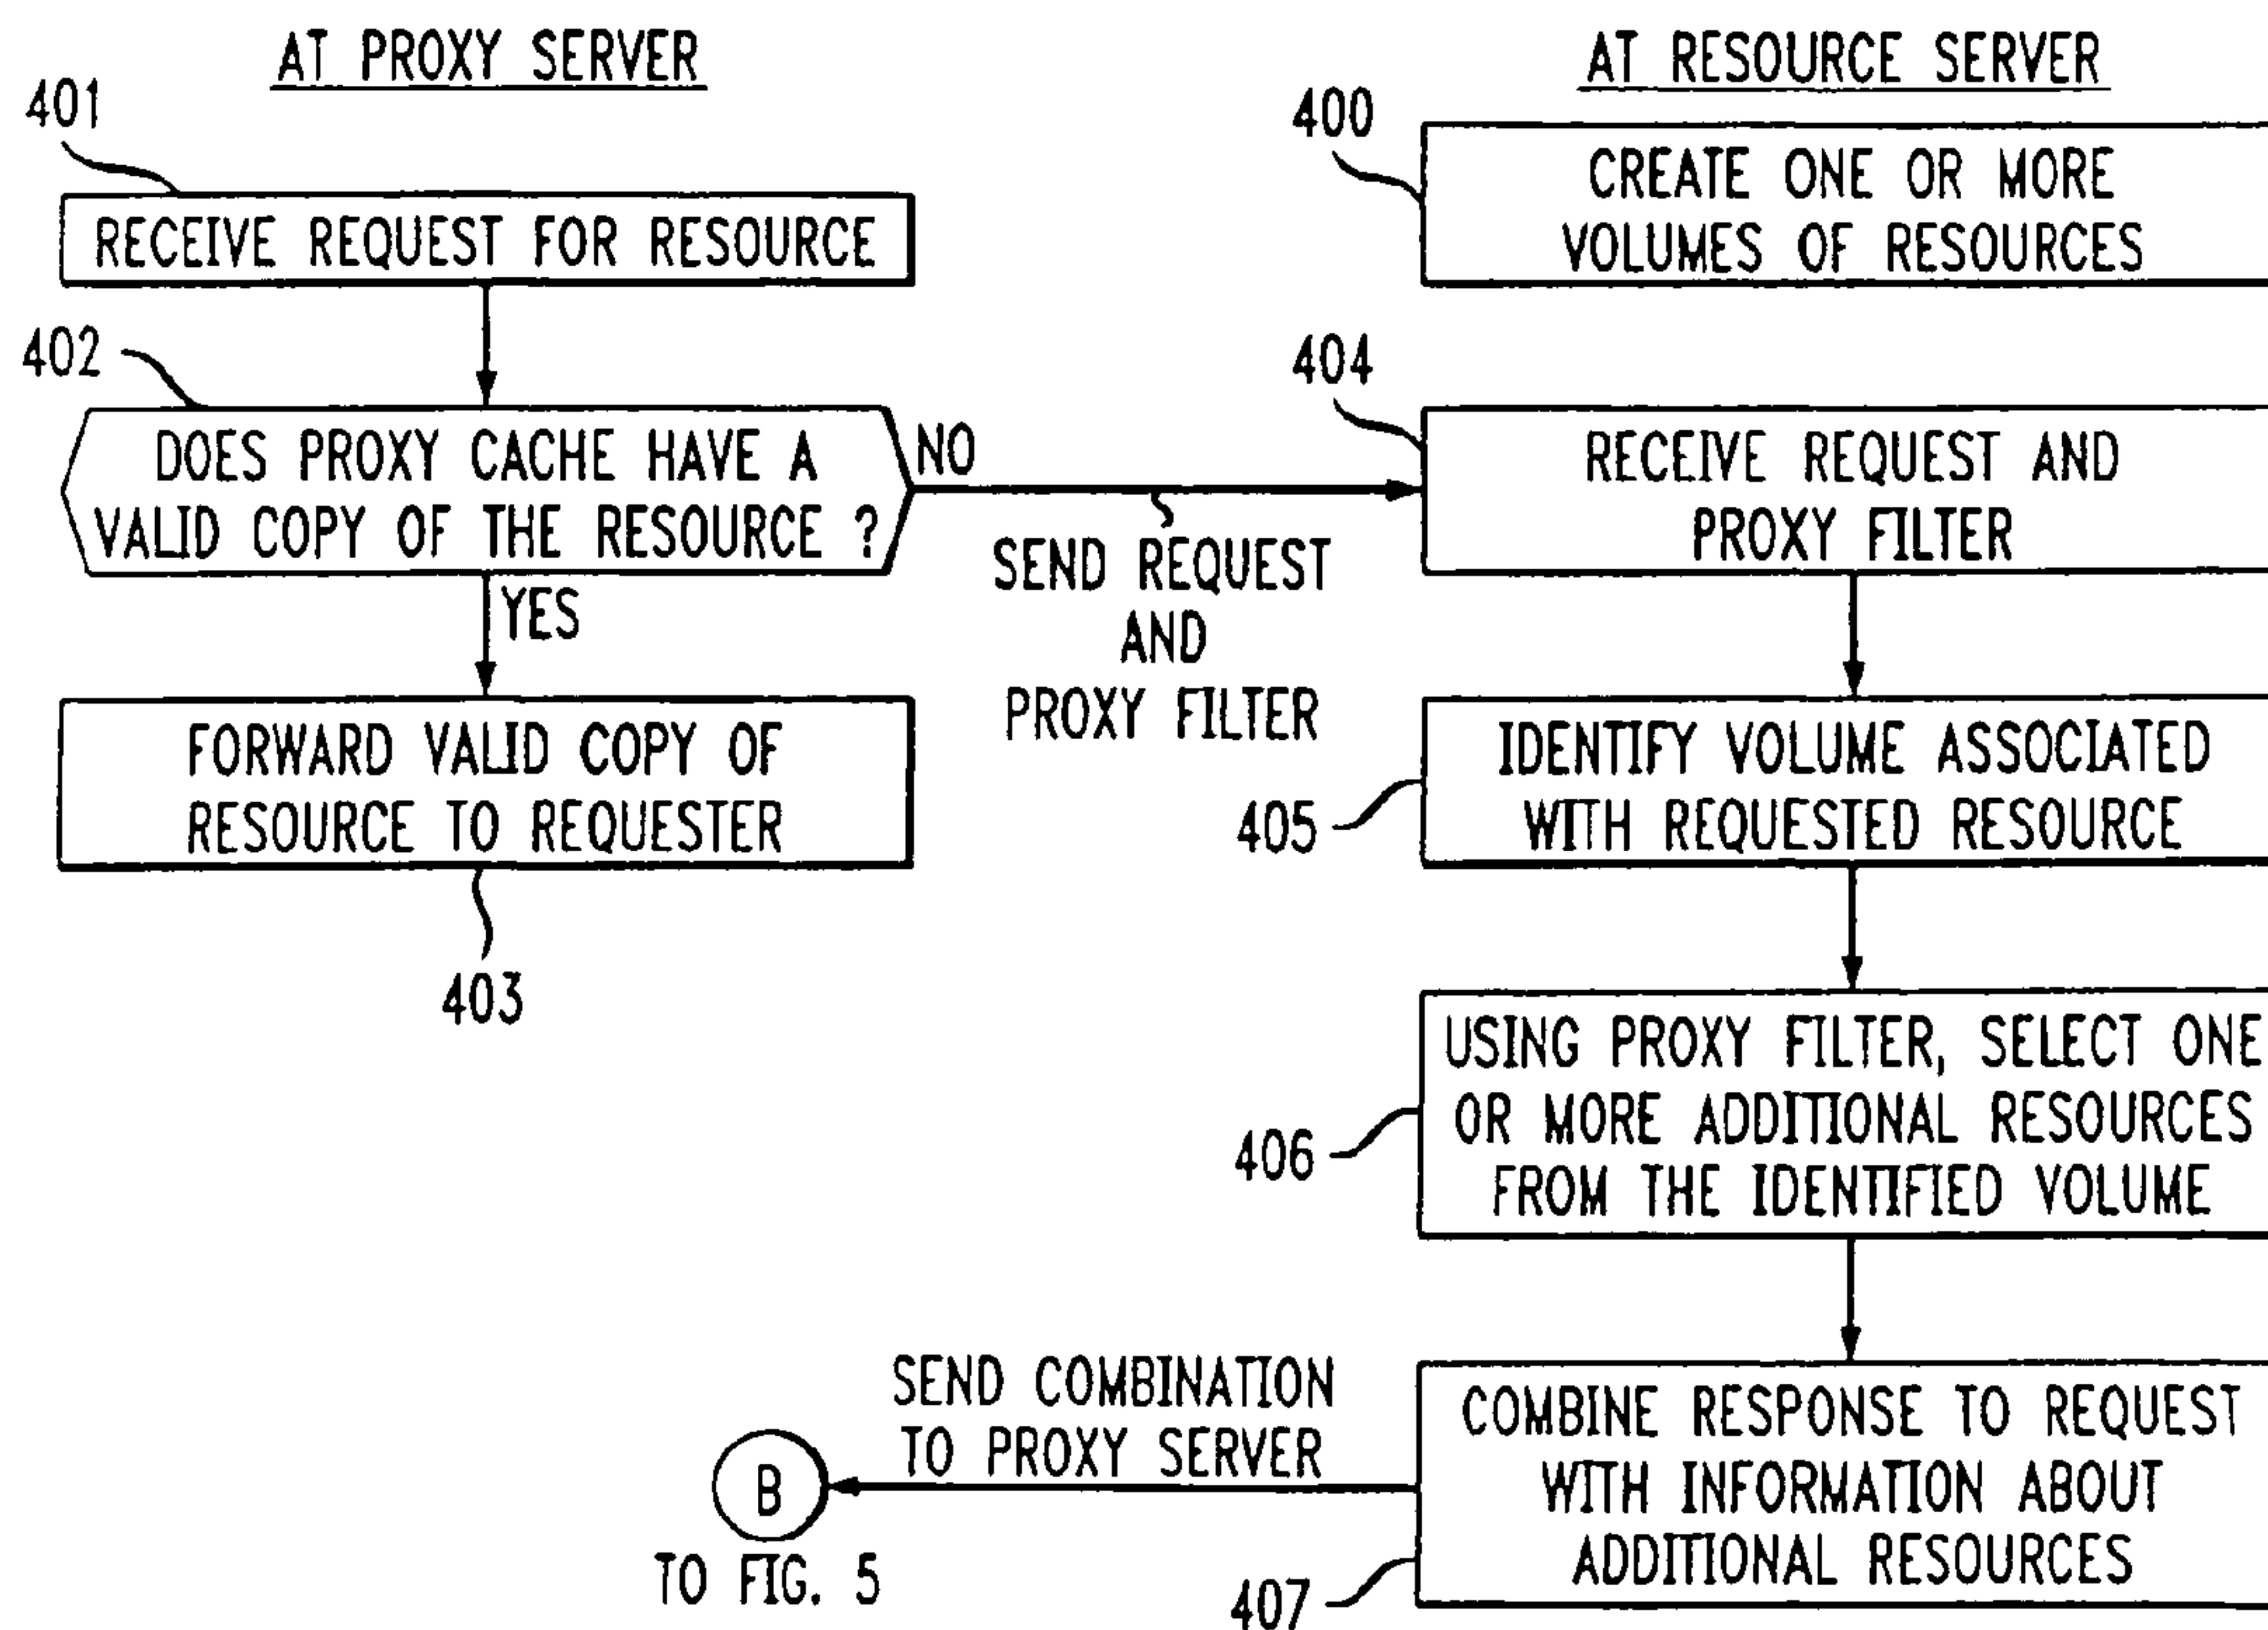 AT PROXY SERVER
401
RECEIVE REQUEST FOR RESOURCE
402
DOES PROXY CACHE HAVE A
VALID COPY OF THE RESOURCE ?
NO
YES
SEND REQUEST
AND
PROXY FILTER
FORWARD VALID COPY OF
RESOURCE TO REQUESTER
403
AT RESOURCE SERVER
400
CREATE ONE OR MORE
VOLUMES OF RESOURCES
404
RECEIVE REQUEST AND
PROXY FILTER
IDENTIFY VOLUME ASSOCIATED
WITH REQUESTED RESOURCE
405
USING PROXY FILTER, SELECT ONE
OR MORE ADDITIONAL RESOURCES
FROM THE IDENTIFIED VOLUME
406
COMBINE RESPONSE TO REQUEST
WITH INFORMATION ABOUT
ADDITIONAL RESOURCES
407
SEND COMBINATION
TO PROXY SERVER
B
TO FIG. 5